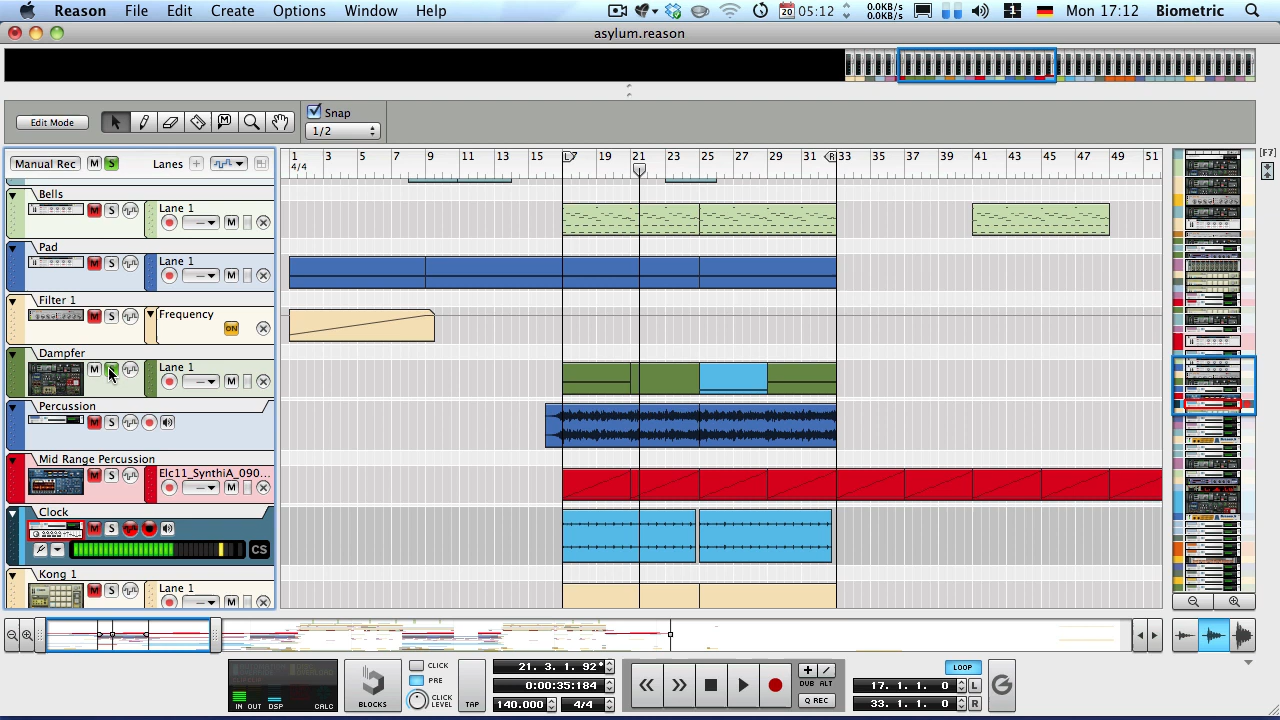 Reason File Edit Create Options Window Help 20 05:12 0.0KB/s 0.0KB/s 1 Mon 17:12 Biometric
asylum.reason
Edit Mode M Snap
1/2
Manual Rec M S Lanes + 1 3 5 7 9 11 13 15 L 17 19 21 23 25 27 29 31 R 33 35 37 39 41 43 45 47 49 51 [F7]
4/4
Bells
M S Lane 1
M
Pad
M S Lane 1
M
Filter 1
M S Frequency
ON
Dampfer
M S Lane 1
M
Percussion
M S
Mid Range Percussion
M S Elc11_SynthiA_090...
M
Clock
M S
CS
Kong 1
M S Lane 1
M
BLOCKS
CLICK
PRE
CLICK LEVEL
TAP
21. 3. 1. 92*
0:00:35:184
140.000 4/4
DUB ALT
Q REC
LOOP
17. 1. 1. 0 L
33. 1. 1. 0 R
IN OUT DSP CALC